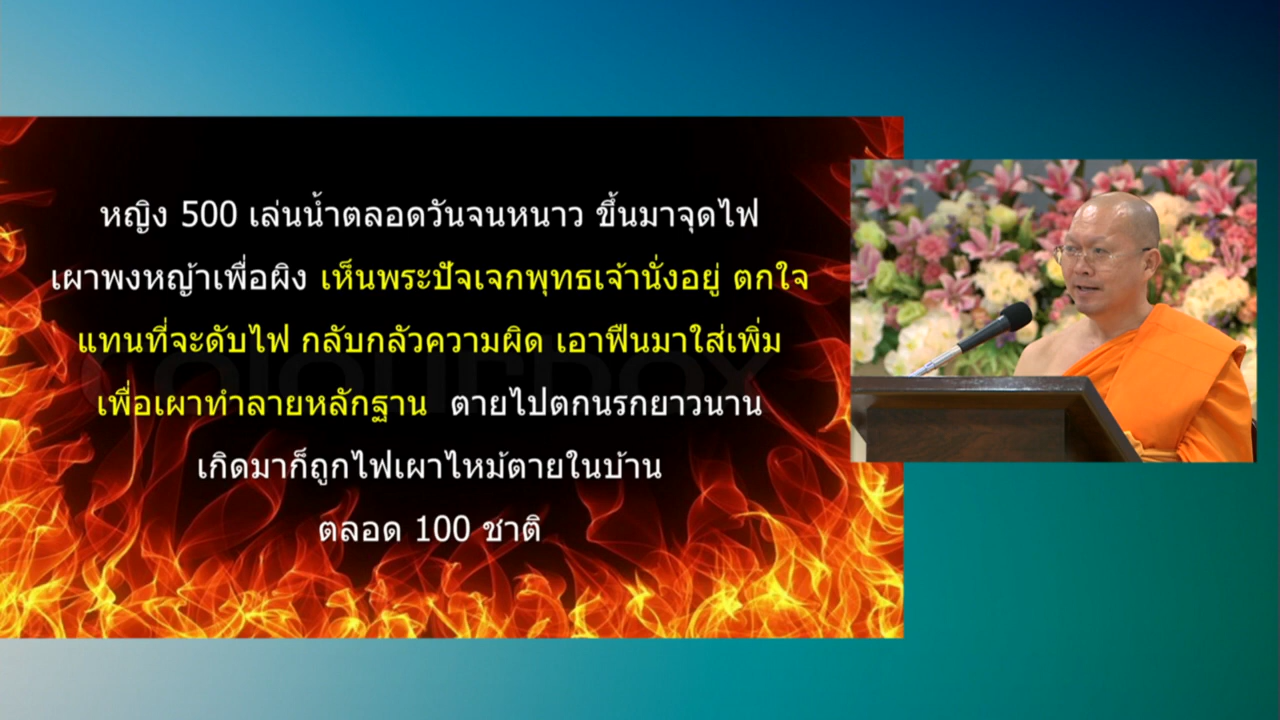 หญิง 500 เล่นน้ำตลอดวันจนหนาว ขึ้นมาจุดไฟ
เผาพงหญ้าเพื่อผิง เห็นพระปัจเจกพุทธเจ้านั่งอยู่ ตกใจ
แทนที่จะดับไฟ กลับกลัวความผิด เอาฟืนมาใส่เพิ่ม
เพื่อเผาทำลายหลักฐาน ตายไปตกนรกยาวนาน
เกิดมาก็ถูกไฟเผาไหม้ตายในบ้าน
ตลอด 100 ชาติ